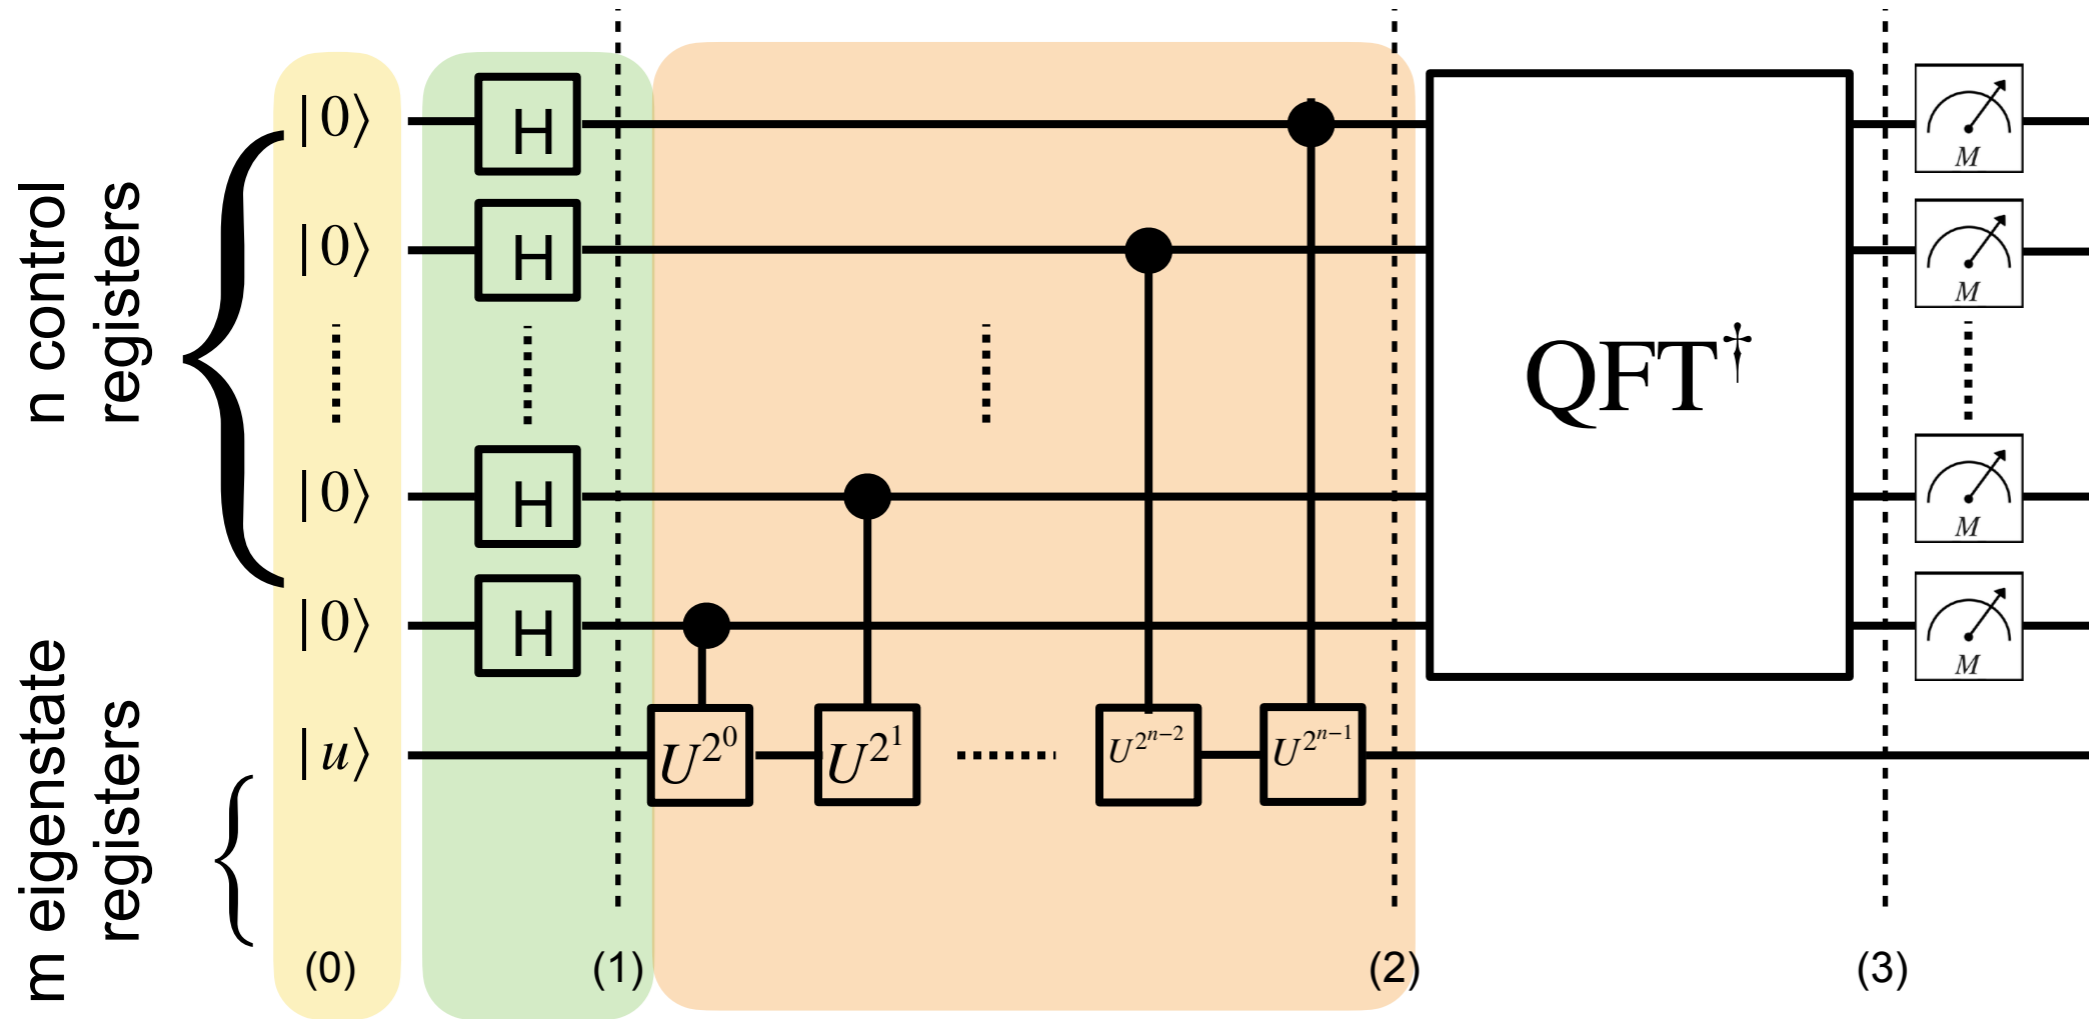 n control
registers
m eigenstate
registers
|0⟩
H
M
|0⟩
H
M
QFT†
|0⟩
H
M
|0⟩
H
M
|u⟩
U^{2^0}
U^{2^1}
U^{2^{n−2}}
U^{2^{n−1}}
(0)
(1)
(2)
(3)